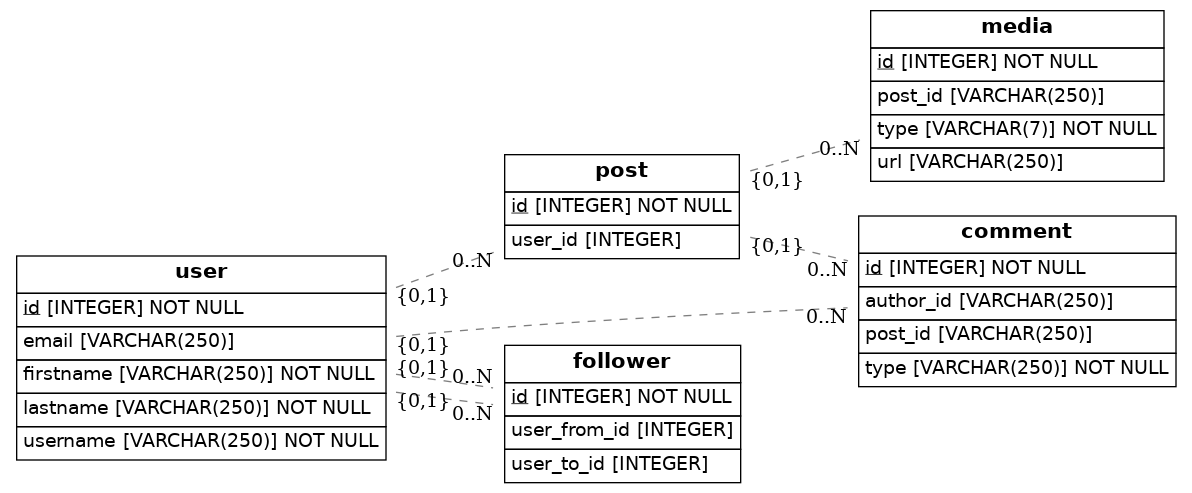 media
id [INTEGER] NOT NULL
post_id [VARCHAR(250)]
type [VARCHAR(7)] NOT NULL
url [VARCHAR(250)]
0..N
{0,1}
post
id [INTEGER] NOT NULL
user_id [INTEGER]
{0,1}
0..N
comment
id [INTEGER] NOT NULL
author_id [VARCHAR(250)]
post_id [VARCHAR(250)]
type [VARCHAR(250)] NOT NULL
0..N
{0,1}
user
id [INTEGER] NOT NULL
email [VARCHAR(250)]
firstname [VARCHAR(250)] NOT NULL
lastname [VARCHAR(250)] NOT NULL
username [VARCHAR(250)] NOT NULL
0..N
{0,1}
{0,1}
0..N
{0,1}
0..N
follower
id [INTEGER] NOT NULL
user_from_id [INTEGER]
user_to_id [INTEGER]